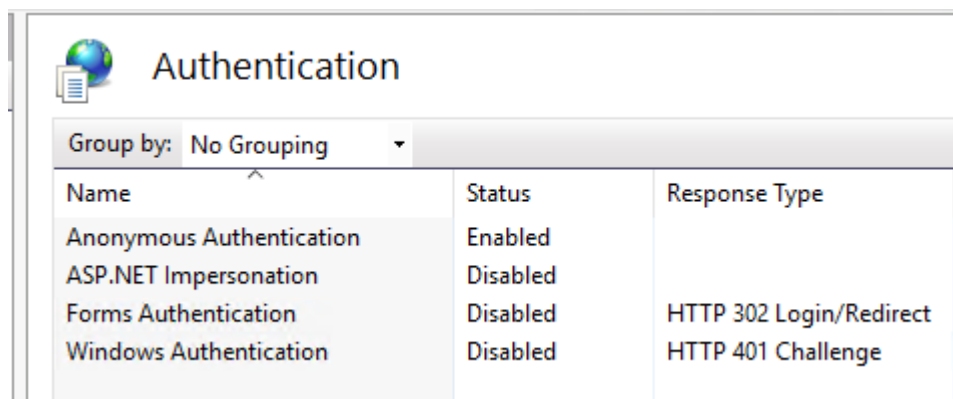 Authentication
Group by: No Grouping
Name Status Response Type
Anonymous Authentication Enabled
ASP.NET Impersonation Disabled
Forms Authentication Disabled HTTP 302 Login/Redirect
Windows Authentication Disabled HTTP 401 Challenge